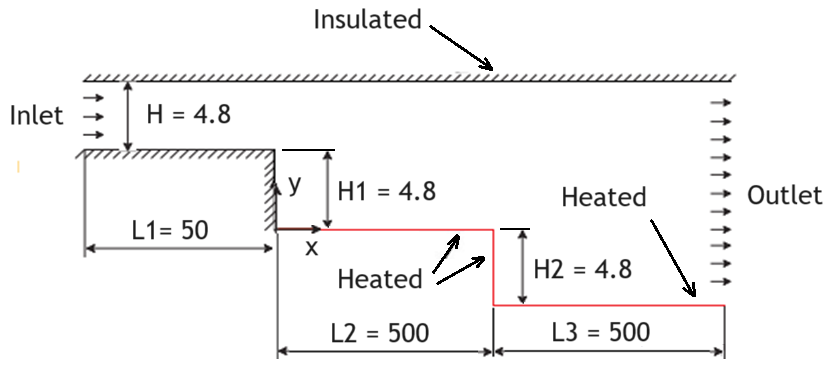 Insulated
Inlet
H = 4.8
y
H1 = 4.8
Heated
Outlet
L1= 50
x
Heated
H2 = 4.8
L2 = 500
L3 = 500